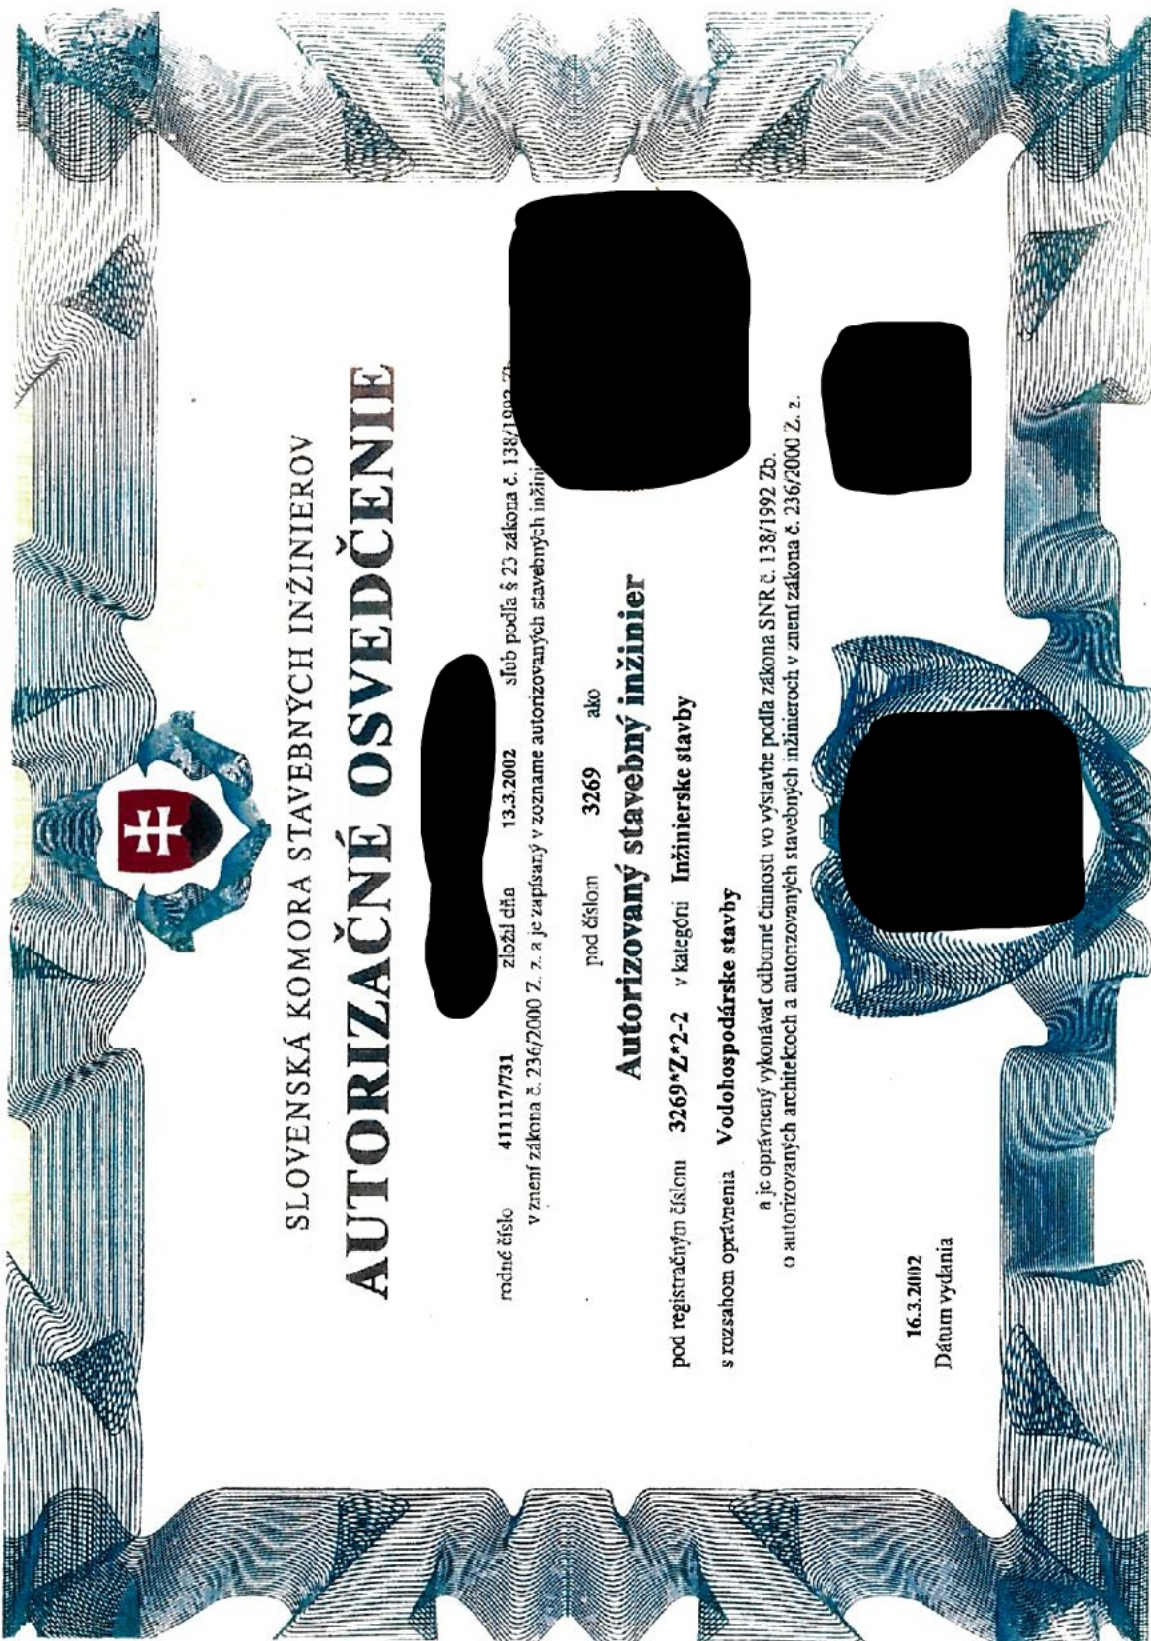 SLOVENSKÁ KOMORA STAVEBNÝCH INŽINIEROV
AUTORIZAČNÉ OSVEDČENIE
rodné číslo 411117/731 zložil dňa 13.3.2002 sľub podľa § 23 zákona č. 138/1992 Zb.
v znení zákona č. 236/2000 Z. z. a je zapísaný v zozname autorizovaných stavebných
pod číslom 3269 ako
Autorizovaný stavebný inžinier
pod registračným číslom 3269*Z*2-2 v kategórii Inžinierske stavby
s rozsahom oprávnenia Vodohospodárske stavby
a je oprávnený vykonávať odborné činnosti vo výstavbe podľa zákona SNR č. 138/1992 Zb.
o autorizovaných architektoch a autorizovaných stavebných inžinieroch v znení zákona č. 236/2000 Z. z.
16.3.2002
Dátum vydania